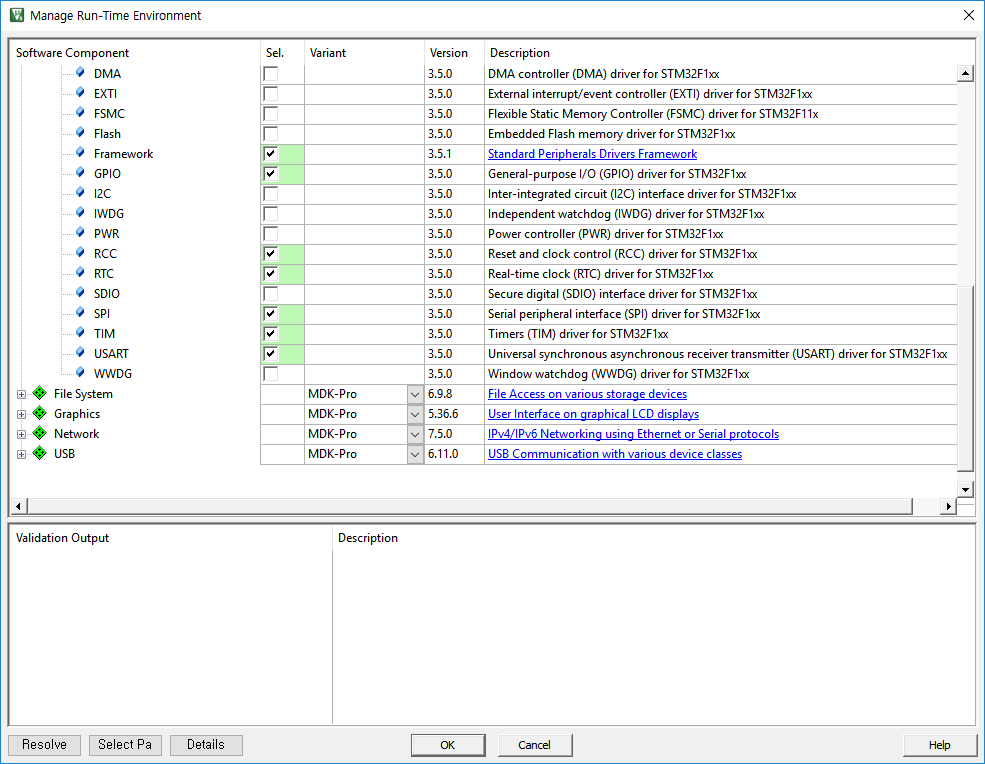 Manage Run-Time Environment
Software Component Sel. Variant Version Description
DMA 3.5.0 DMA controller (DMA) driver for STM32F1xx
EXTI 3.5.0 External interrupt/event controller (EXTI) driver for STM32F1xx
FSMC 3.5.0 Flexible Static Memory Controller (FSMC) driver for STM32F11x
Flash 3.5.0 Embedded Flash memory driver for STM32F1xx
Framework 3.5.1 Standard Peripherals Drivers Framework
GPIO 3.5.0 General-purpose I/O (GPIO) driver for STM32F1xx
I2C 3.5.0 Inter-integrated circuit (I2C) interface driver for STM32F1xx
IWDG 3.5.0 Independent watchdog (IWDG) driver for STM32F1xx
PWR 3.5.0 Power controller (PWR) driver for STM32F1xx
RCC 3.5.0 Reset and clock control (RCC) driver for STM32F1xx
RTC 3.5.0 Real-time clock (RTC) driver for STM32F1xx
SDIO 3.5.0 Secure digital (SDIO) interface driver for STM32F1xx
SPI 3.5.0 Serial peripheral interface (SPI) driver for STM32F1xx
TIM 3.5.0 Timers (TIM) driver for STM32F1xx
USART 3.5.0 Universal synchronous asynchronous receiver transmitter (USART) driver for STM32F1xx
WWDG 3.5.0 Window watchdog (WWDG) driver for STM32F1xx
File System MDK-Pro 6.9.8 File Access on various storage devices
Graphics MDK-Pro 5.36.6 User Interface on graphical LCD displays
Network MDK-Pro 7.5.0 IPv4/IPv6 Networking using Ethernet or Serial protocols
USB MDK-Pro 6.11.0 USB Communication with various device classes
Validation Output Description
Resolve Select Pa Details OK Cancel Help